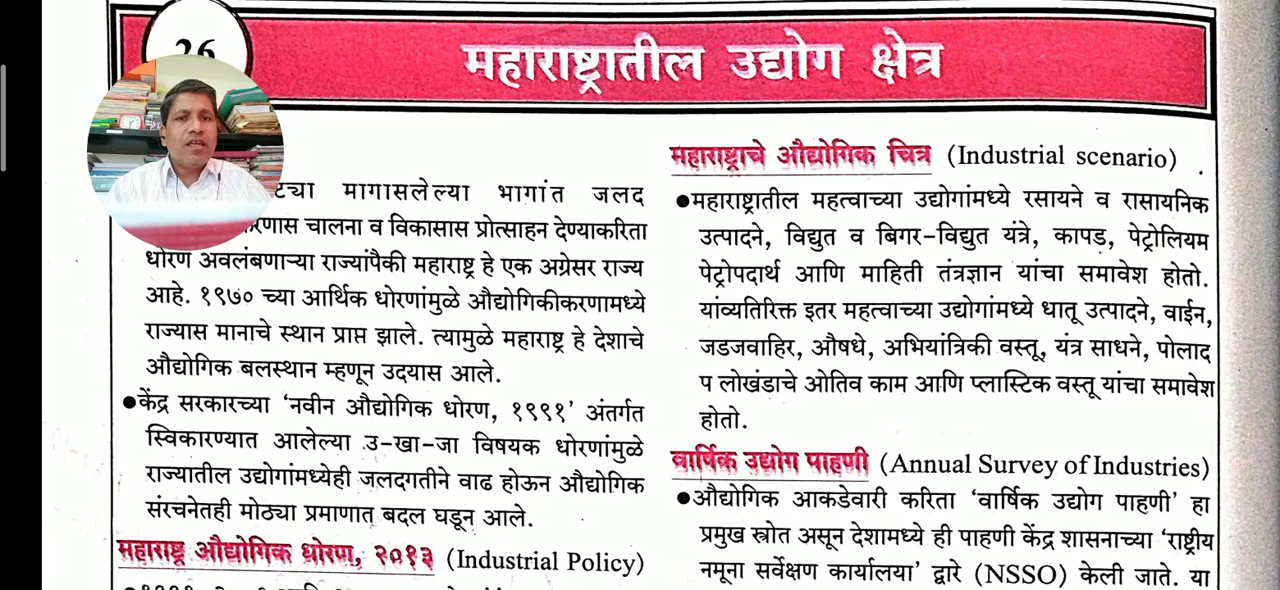 26
महाराष्ट्रातील उद्योग क्षेत्र
मागासलेल्या भागांत जलद
चालना व विकासास प्रोत्साहन देण्याकरिता
धोरण अवलंबणाऱ्या राज्यांपैकी महाराष्ट्र हे एक अग्रेसर राज्य
आहे. १९७० च्या आर्थिक धोरणांमुळे औद्योगिकीकरणामध्ये
राज्यास मानाचे स्थान प्राप्त झाले. त्यामुळे महाराष्ट्र हे देशाचे
औद्योगिक बलस्थान म्हणून उदयास आले.
●केंद्र सरकारच्या ‘नवीन औद्योगिक धोरण, १९९१’ अंतर्गत
स्विकारण्यात आलेल्या उ-खा-जा विषयक धोरणांमुळे
राज्यातील उद्योगांमध्येही जलदगतीने वाढ होऊन औद्योगिक
संरचनेतही मोठ्या प्रमाणात बदल घडून आले.
महाराष्ट्र औद्योगिक धोरण, २०१३ (Industrial Policy)
महाराष्ट्राचे औद्योगिक चित्र (Industrial scenario)
●महाराष्ट्रातील महत्वाच्या उद्योगांमध्ये रसायने व रासायनिक
उत्पादने, विद्युत व बिगर-विद्युत यंत्रे, कापड, पेट्रोलियम
पेट्रोपदार्थ आणि माहिती तंत्रज्ञान यांचा समावेश होतो.
यांव्यतिरिक्त इतर महत्वाच्या उद्योगांमध्ये धातू उत्पादने, वाईन,
जडजवाहिर, औषधे, अभियांत्रिकी वस्तू, यंत्र साधने, पोलाद
प लोखंडाचे ओतिव काम आणि प्लास्टिक वस्तू यांचा समावेश
होतो.
वार्षिक उद्योग पाहणी (Annual Survey of Industries)
●औद्योगिक आकडेवारी करिता ‘वार्षिक उद्योग पाहणी’ हा
प्रमुख स्त्रोत असून देशामध्ये ही पाहणी केंद्र शासनाच्या ‘राष्ट्रीय
नमूना सर्वेक्षण कार्यालया’ द्वारे (NSSO) केली जाते. या